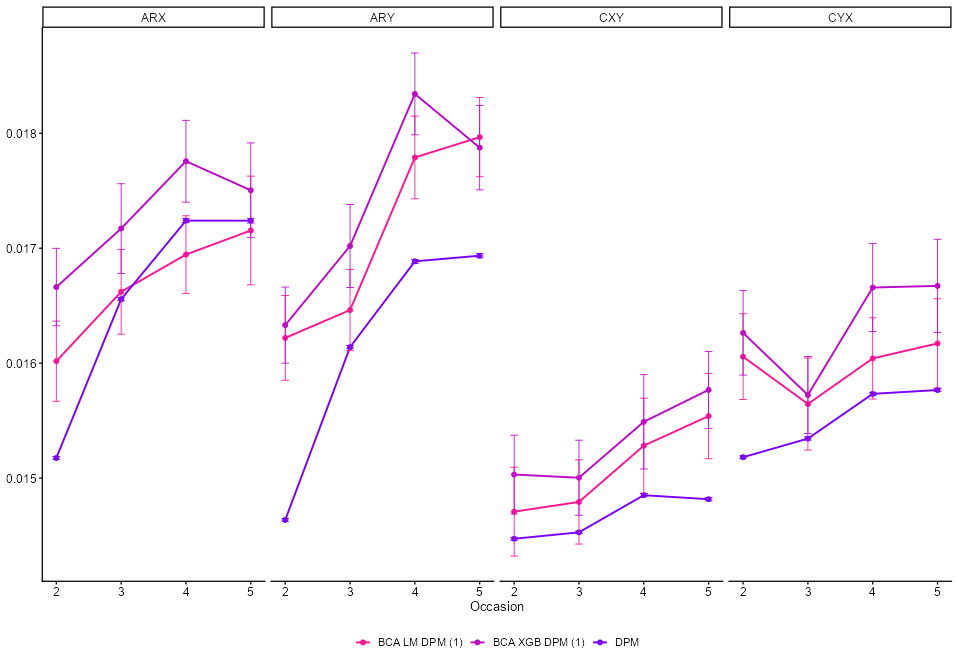 ARX ARY CXY CYX
0.018
0.017
0.016
0.015
2 3 4 5 2 3 4 5 2 3 4 5 2 3 4 5
Occasion
BCA LM DPM (1) BCA XGB DPM (1) DPM